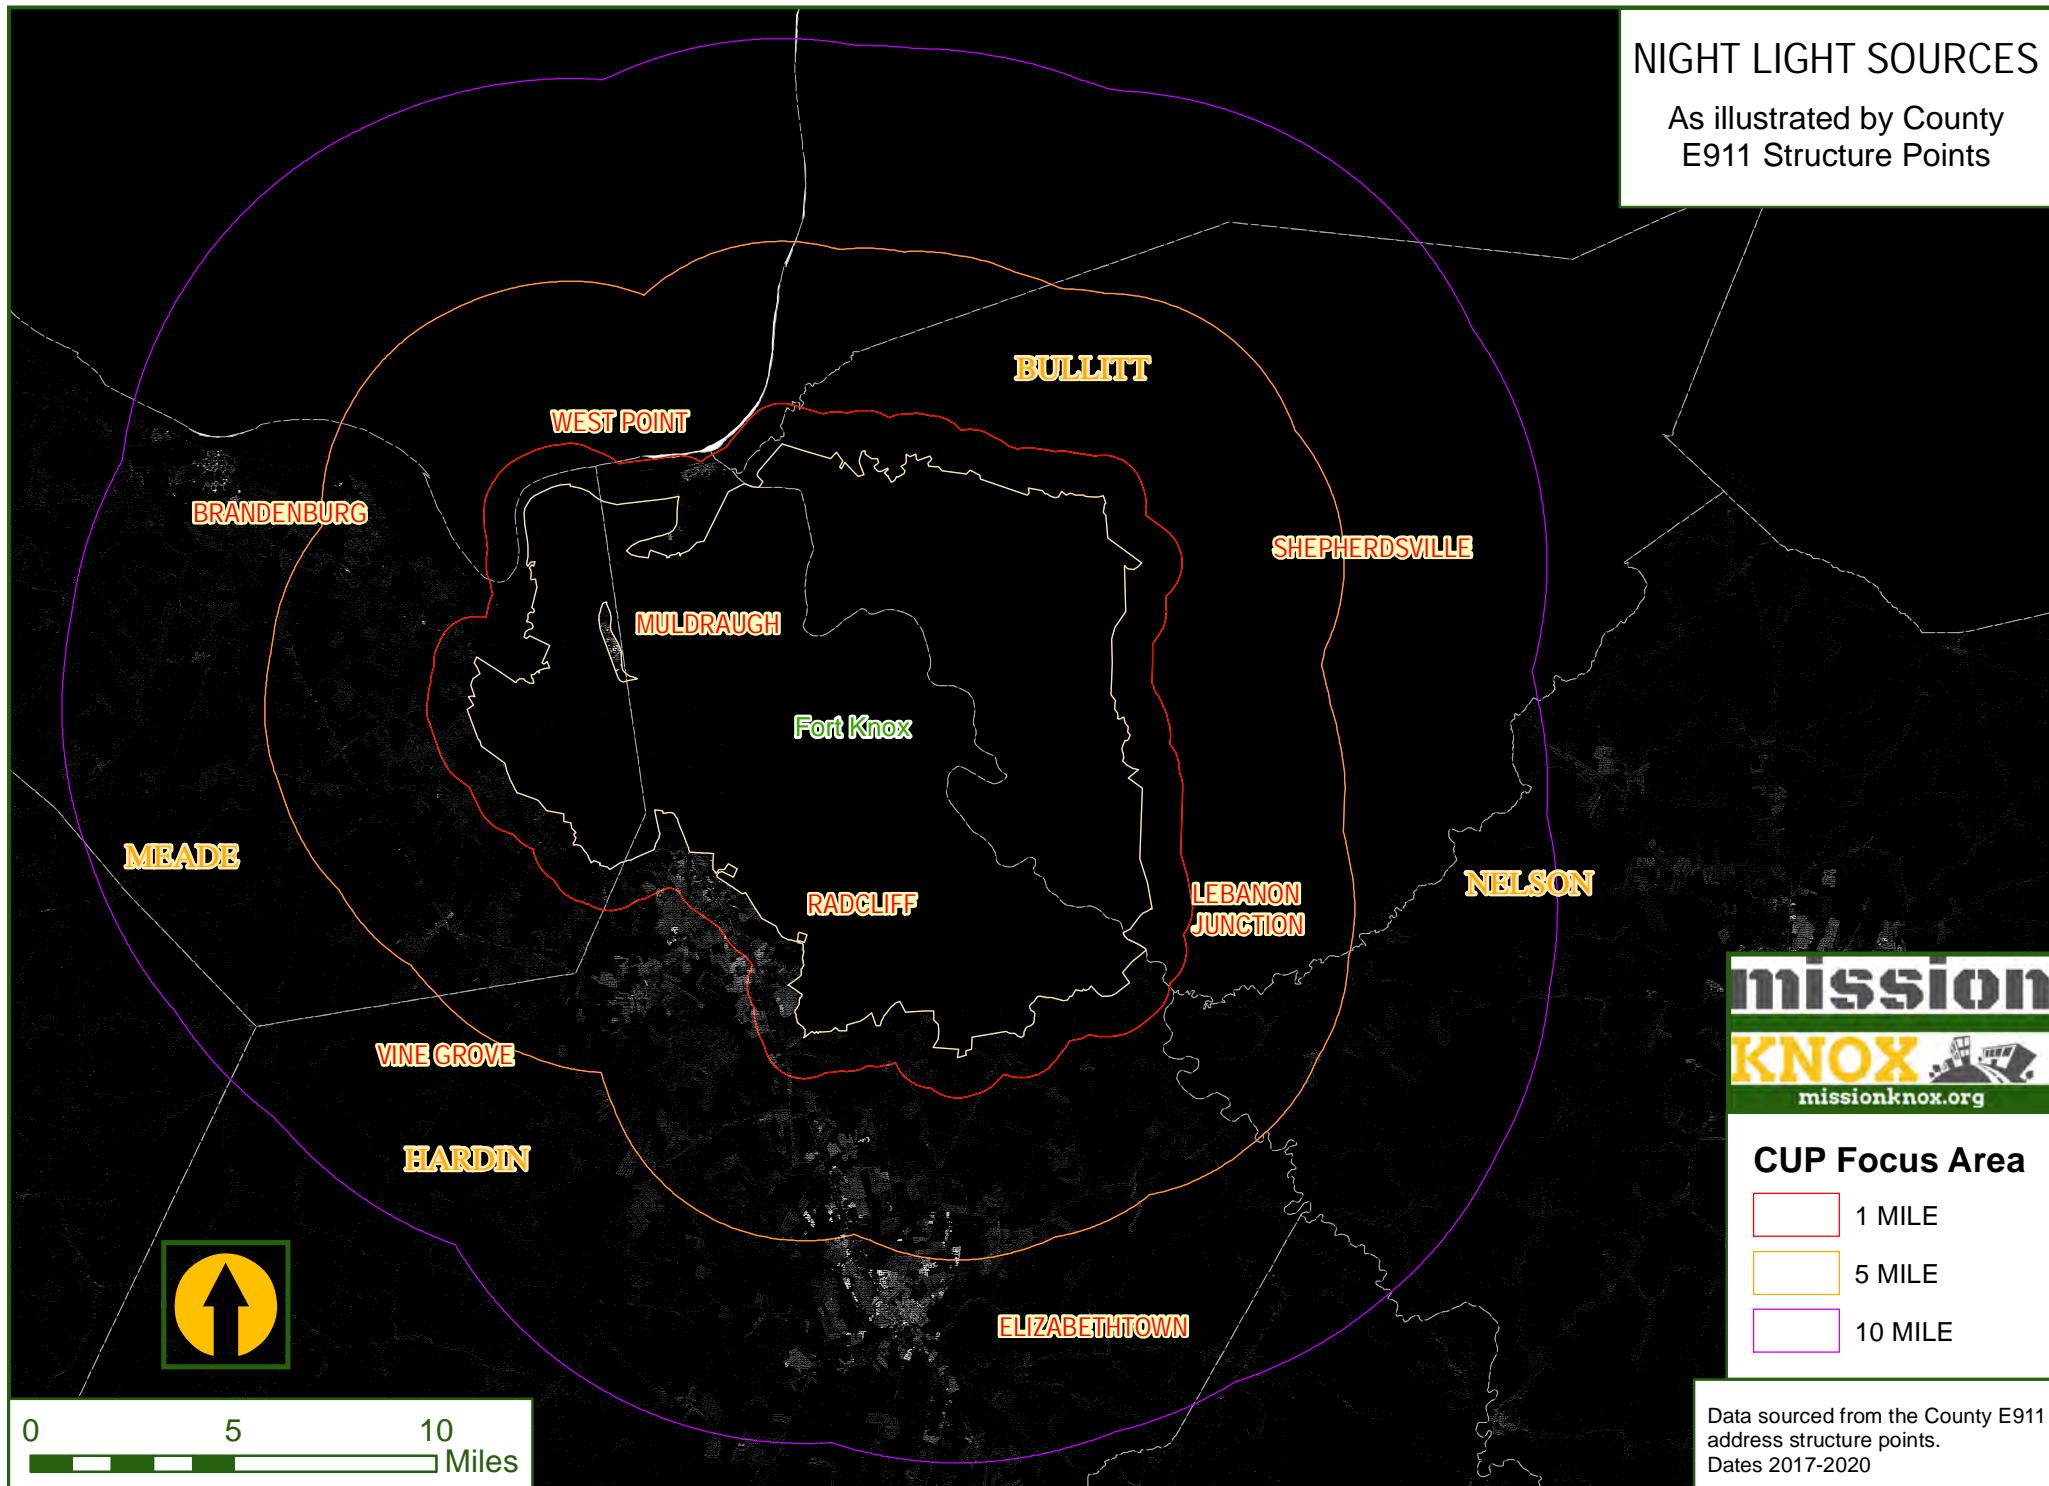 NIGHT LIGHT SOURCES
As illustrated by County
E911 Structure Points
BULLITT
WEST POINT
BRANDENBURG
SHEPHERDSVILLE
MULDRAUGH
Fort Knox
MEADE
NELSON
RADCLIFF
LEBANON
JUNCTION
VINE GROVE
HARDIN
ELIZABETHTOWN
mission
KNOX
missionknox.org
CUP Focus Area
1 MILE
5 MILE
10 MILE
0 5 10
Miles
Data sourced from the County E911
address structure points.
Dates 2017-2020